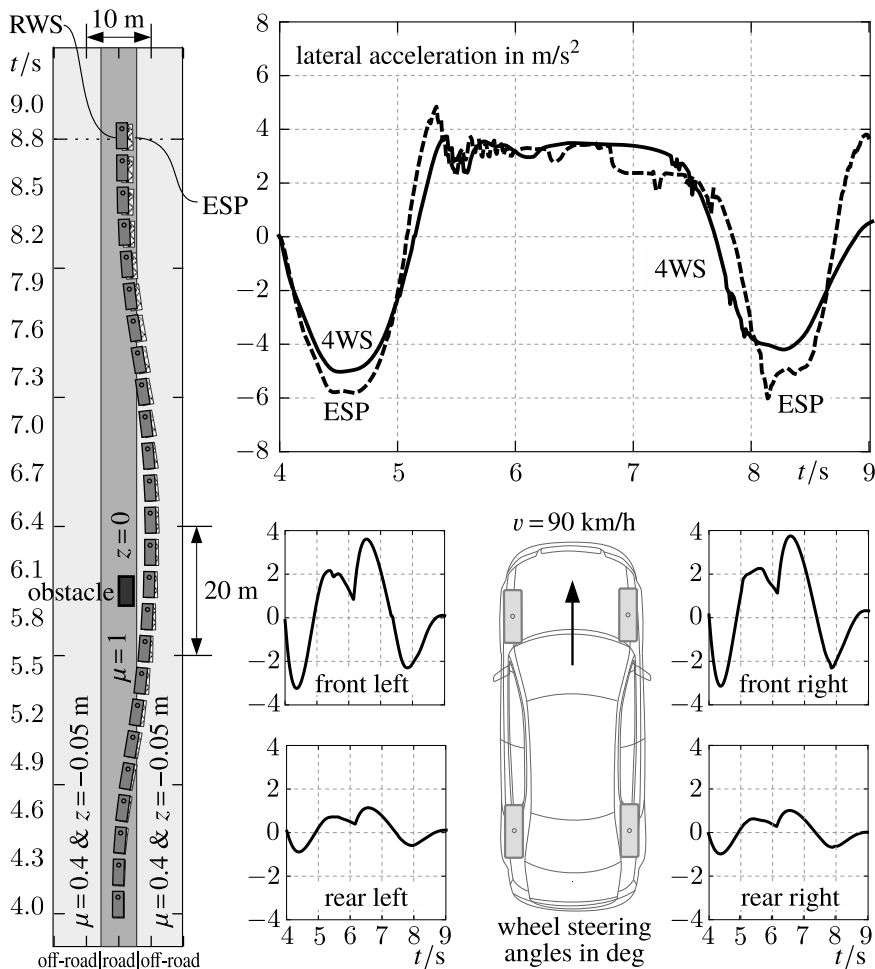 RWS
10 m
t/s
9.0
8.8
8.5
8.2
7.9
7.6
7.3
7.0
6.7
6.4
6.1
5.8
5.5
5.2
4.9
4.6
4.3
4.0
ESP
z=0
obstacle
20 m
μ=1
μ=0.4 & z=−0.05 m
μ=0.4 & z=−0.05 m
off-road
road
off-road
lateral acceleration in m/s²
8
6
4
2
0
−2
−4
−6
−8
4WS
ESP
4WS
ESP
4 5 6 7 8 t/s 9
v = 90 km/h
4
2
0
−2
−4
front left
4
2
0
−2
−4
front right
4
2
0
−2
−4
rear left
4 5 6 7 8 9
t/s
4
2
0
−2
−4
rear right
4 5 6 7 8 9
t/s
wheel steering
angles in deg